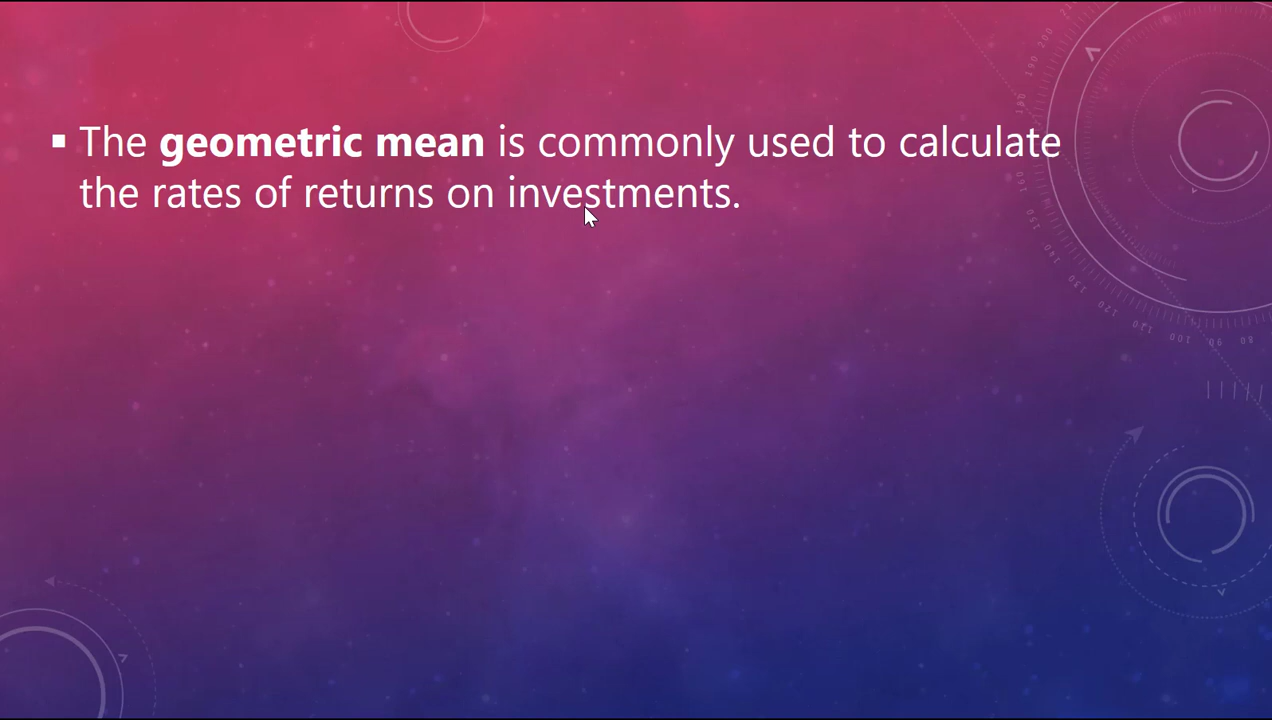 ▪ The geometric mean is commonly used to calculate
the rates of returns on investments.